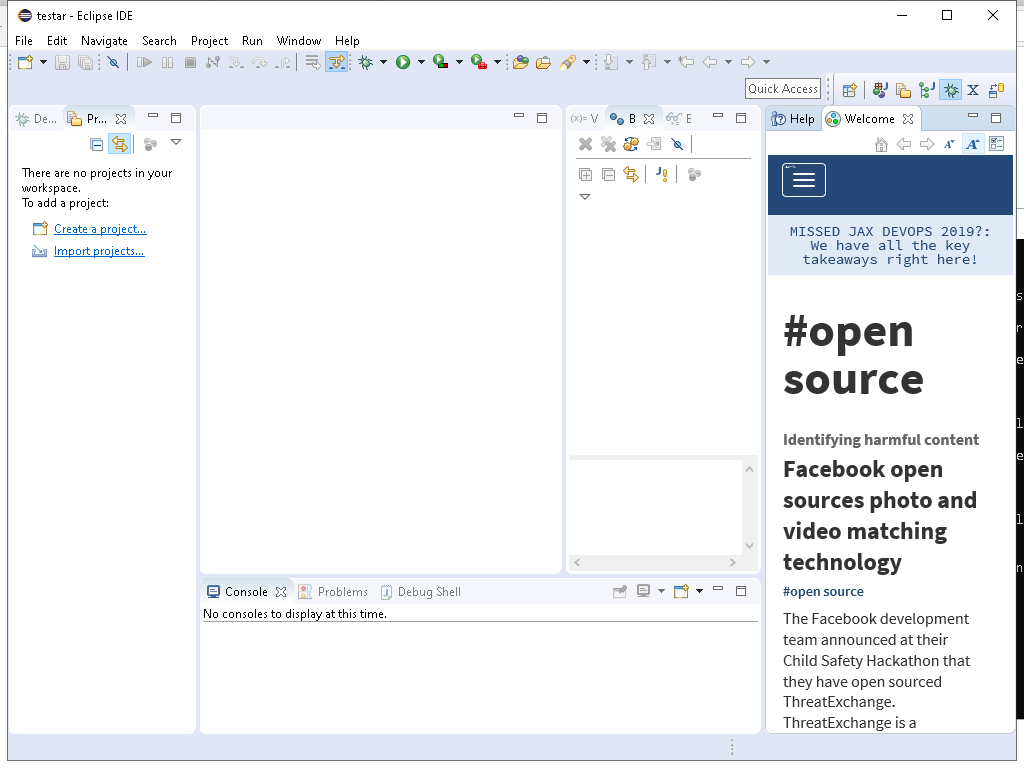 testar - Eclipse IDE
File Edit Navigate Search Project Run Window Help
Quick Access
De... Pr...
(x)= V B E
Help Welcome
There are no projects in your
workspace.
To add a project:
Create a project...
Import projects...
MISSED JAX DEVOPS 2019?:
We have all the key
takeaways right here!
#open
source
Identifying harmful content
Facebook open
sources photo and
video matching
technology
#open source
The Facebook development
team announced at their
Child Safety Hackathon that
they have open sourced
ThreatExchange.
ThreatExchange is a
Console Problems Debug Shell
No consoles to display at this time.